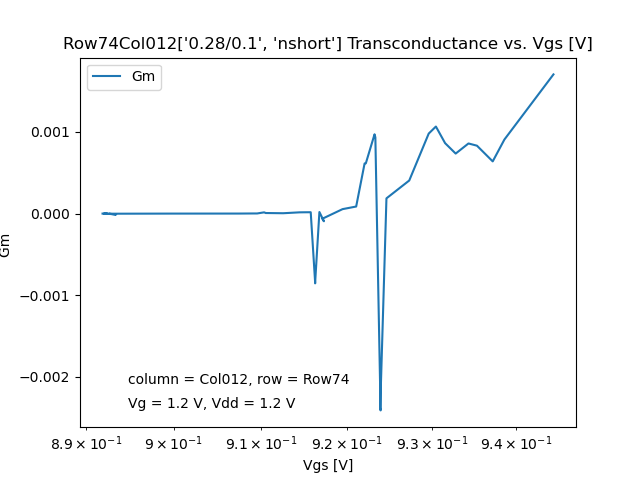 Row74Col012['0.28/0.1', 'nshort'] Transconductance vs. Vgs [V]
Gm
0.001
0.000
−0.001
−0.002
Gm
column = Col012, row = Row74
Vg = 1.2 V, Vdd = 1.2 V
8.9 × 10⁻¹ 9 × 10⁻¹ 9.1 × 10⁻¹ 9.2 × 10⁻¹ 9.3 × 10⁻¹ 9.4 × 10⁻¹
Vgs [V]